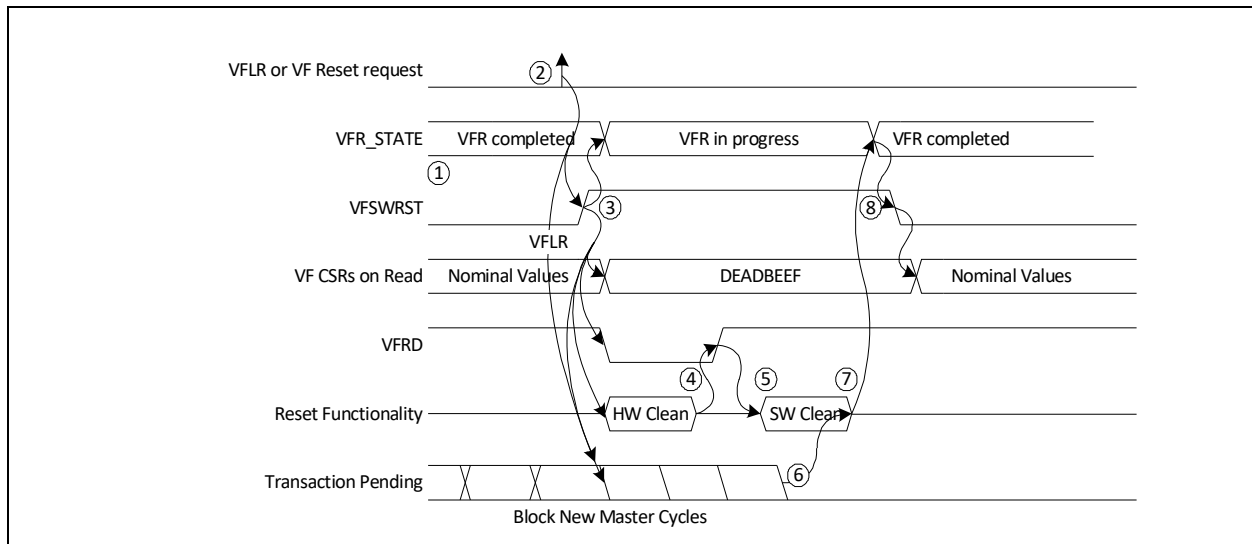 VFLR or VF Reset request
②
VFR_STATE
VFR completed
VFR in progress
VFR completed
①
VFSWRST
③
⑧
VFLR
VF CSRs on Read
Nominal Values
DEADBEEF
Nominal Values
VFRD
④
⑤
⑦
Reset Functionality
HW Clean
SW Clean
Transaction Pending
⑥
Block New Master Cycles